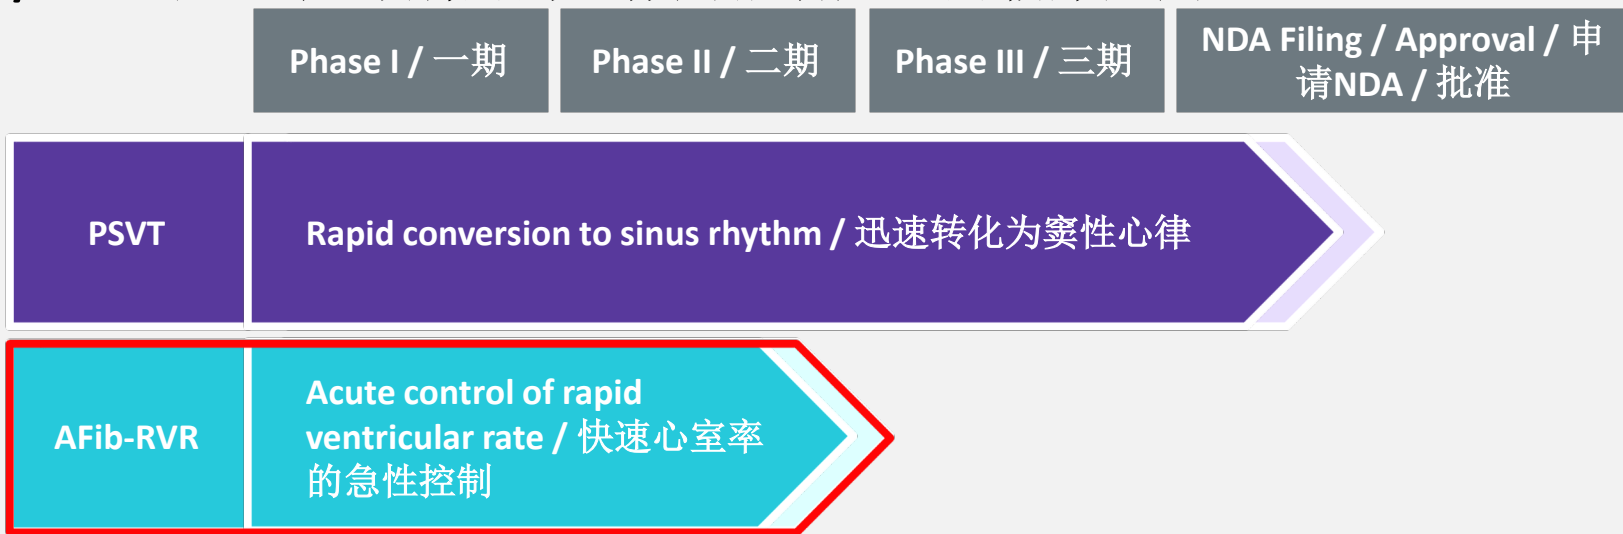 Phase I / 一期
Phase II / 二期
Phase III / 三期
NDA Filing / Approval / 申
请NDA / 批准
PSVT
Rapid conversion to sinus rhythm / 迅速转化为窦性心律
AFib-RVR
Acute control of rapid
ventricular rate / 快速心室率
的急性控制